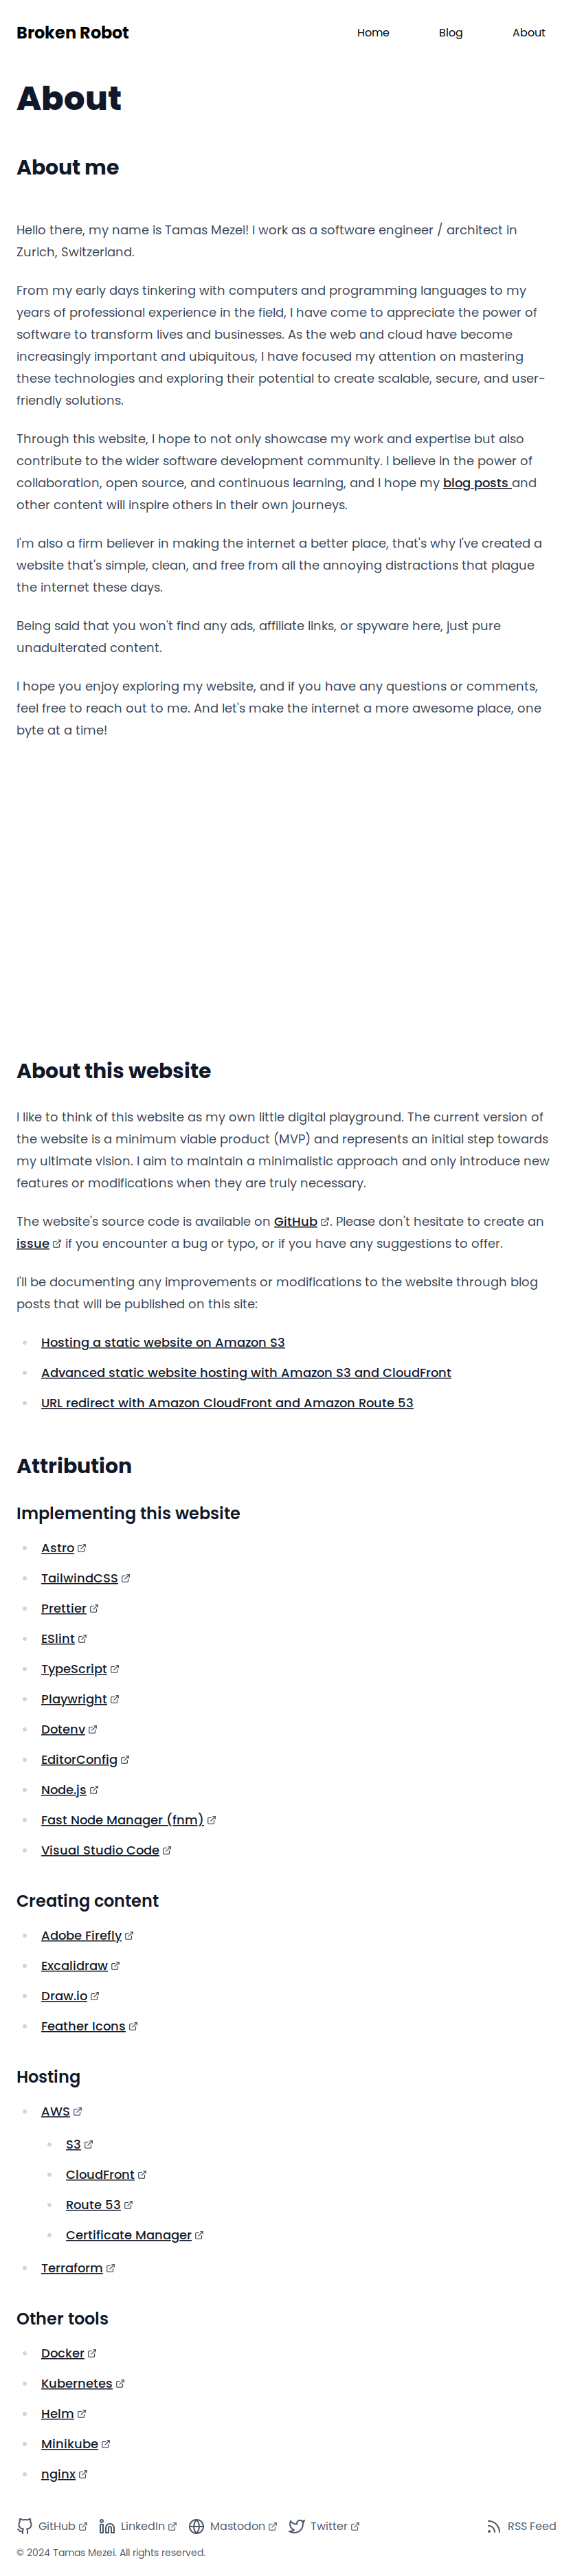 Broken Robot
Home
Blog
About
About
About me
Hello there, my name is Tamas Mezei! I work as a software engineer / architect in
Zurich, Switzerland.
From my early days tinkering with computers and programming languages to my
years of professional experience in the field, I have come to appreciate the power of
software to transform lives and businesses. As the web and cloud have become
increasingly important and ubiquitous, I have focused my attention on mastering
these technologies and exploring their potential to create scalable, secure, and user-
friendly solutions.
Through this website, I hope to not only showcase my work and expertise but also
contribute to the wider software development community. I believe in the power of
collaboration, open source, and continuous learning, and I hope my blog posts and
other content will inspire others in their own journeys.
I'm also a firm believer in making the internet a better place, that's why I've created a
website that's simple, clean, and free from all the annoying distractions that plague
the internet these days.
Being said that you won't find any ads, affiliate links, or spyware here, just pure
unadulterated content.
I hope you enjoy exploring my website, and if you have any questions or comments,
feel free to reach out to me. And let's make the internet a more awesome place, one
byte at a time!
About this website
I like to think of this website as my own little digital playground. The current version of
the website is a minimum viable product (MVP) and represents an initial step towards
my ultimate vision. I aim to maintain a minimalistic approach and only introduce new
features or modifications when they are truly necessary.
The website's source code is available on GitHub. Please don't hesitate to create an
issue if you encounter a bug or typo, or if you have any suggestions to offer.
I'll be documenting any improvements or modifications to the website through blog
posts that will be published on this site:
Hosting a static website on Amazon S3
Advanced static website hosting with Amazon S3 and CloudFront
URL redirect with Amazon CloudFront and Amazon Route 53
Attribution
Implementing this website
Astro
TailwindCSS
Prettier
ESlint
TypeScript
Playwright
Dotenv
EditorConfig
Node.js
Fast Node Manager (fnm)
Visual Studio Code
Creating content
Adobe Firefly
Excalidraw
Draw.io
Feather Icons
Hosting
AWS
S3
CloudFront
Route 53
Certificate Manager
Terraform
Other tools
Docker
Kubernetes
Helm
Minikube
nginx
GitHub
LinkedIn
Mastodon
Twitter
RSS Feed
© 2024 Tamas Mezei. All rights reserved.